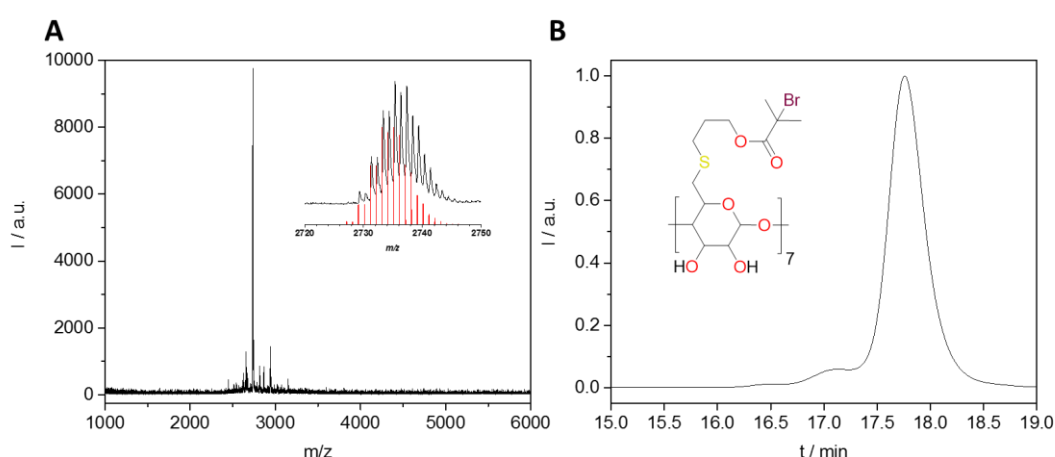 A
10000
8000
6000
4000
2000
0
I / a.u.
1000 2000 3000 4000 5000 6000
m/z
2720 2730 2740 2750
m/z
B
1.0
0.8
0.6
0.4
0.2
0.0
I / a.u.
15.0 15.5 16.0 16.5 17.0 17.5 18.0 18.5 19.0
t / min
Br
O
O
S
O
O
7
HO OH